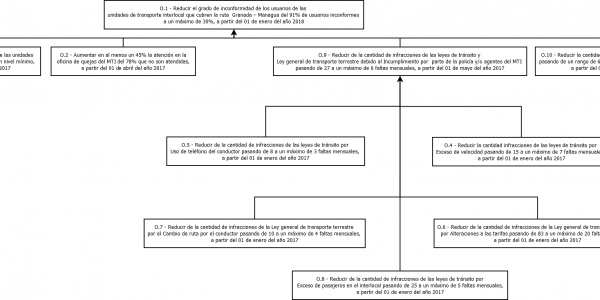 O.1 - Reducir el grado de inconformidad de los usuarios de las
unidades de transporte interlocal que cubren la ruta Granada – Managua del 91% de usuarios inconformes
a un máximo de 30%, a partir del 01 de enero del año 2018
las unidades
n nivel mínimo,
2017
O.2 - Aumentar en al menos un 45% la atención en la
oficina de quejas del MTI del 78% que no son atendidas,
a partir del 01 de abril del año 2017
O.9 - Reducir de la cantidad de infracciones de las leyes de tránsito y
Ley general de transporte terrestre debido al Incumplimiento por parte de la policía y/o agentes del MTI
pasando de 27 a un máximo de 6 faltas mensuales, a partir del 01 de mayo del año 2017
O.10 - Reducir la cantidad
pasando de un rango de 6
a partir del 0
O.5 - Reducir de la cantidad de infracciones de las leyes de tránsito por
Uso de teléfono del conductor pasando de 8 a un máximo de 3 faltas mensuales,
a partir del 01 de enero del año 2017
O.4 - Reducir de la cantidad de infracciones de las leyes de tránsito por
Exceso de velocidad pasando de 15 a un máximo de 7 faltas mensuales,
a partir del 01 de enero del año 2017
O.7 - Reducir de la cantidad de infracciones de la Ley general de transporte terrestre
por el Cambio de ruta por el conductor pasando de 10 a un máximo de 4 faltas mensuales,
a partir del 01 de enero del año 2017
O.6 - Reducir de la cantidad de infracciones de la Ley general de tran
por Alteraciones a las tarifas pasando de 83 a un máximo de 20 falta
a partir del 01 de enero del año 2017
O.8 - Reducir de la cantidad de infracciones de las leyes de tránsito por
Exceso de pasajeros en el interlocal pasando de 25 a un máximo de 5 faltas mensuales,
a partir del 01 de enero del año 2017